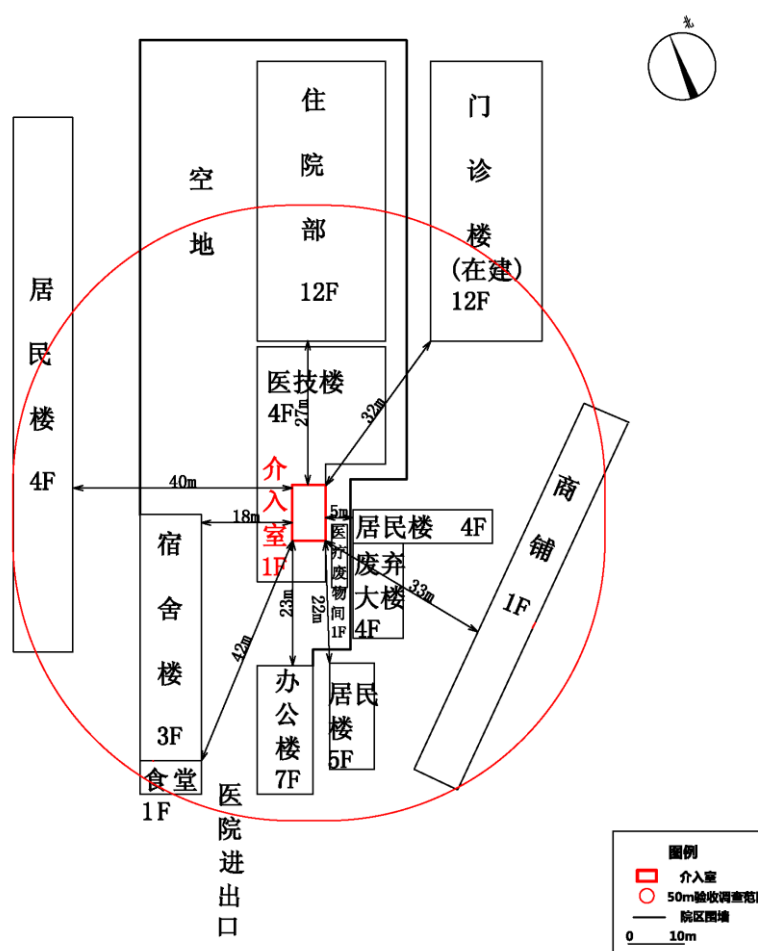 北
住院部
12F
门诊楼
(在建)
12F
空地
居民楼
4F
医技楼
4F
27m
32m
介入室
1F
40m
18m
5m
居民楼 4F
医疗废物间1F
废弃大楼
4F
商铺
1F
宿舍楼
3F
23m
22m
33m
42m
办公楼
7F
居民楼
5F
食堂
1F
医院进出口
图例
介入室
50m验收调查范
院区围墙
0 10m